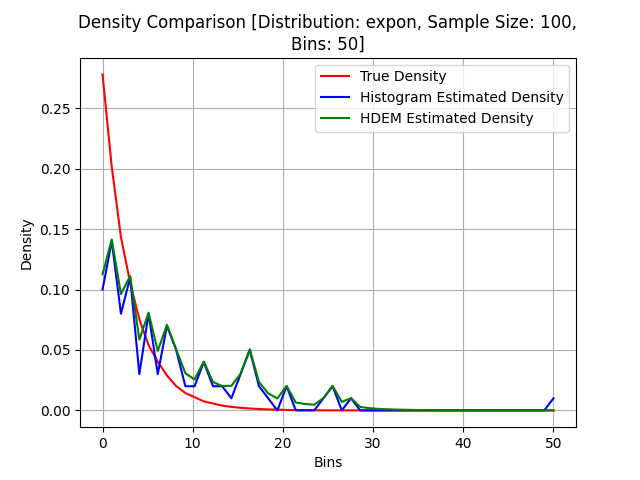 Density Comparison [Distribution: expon, Sample Size: 100,
Bins: 50]
True Density
Histogram Estimated Density
HDEM Estimated Density
Density
0.25
0.20
0.15
0.10
0.05
0.00
0 10 20 30 40 50
Bins